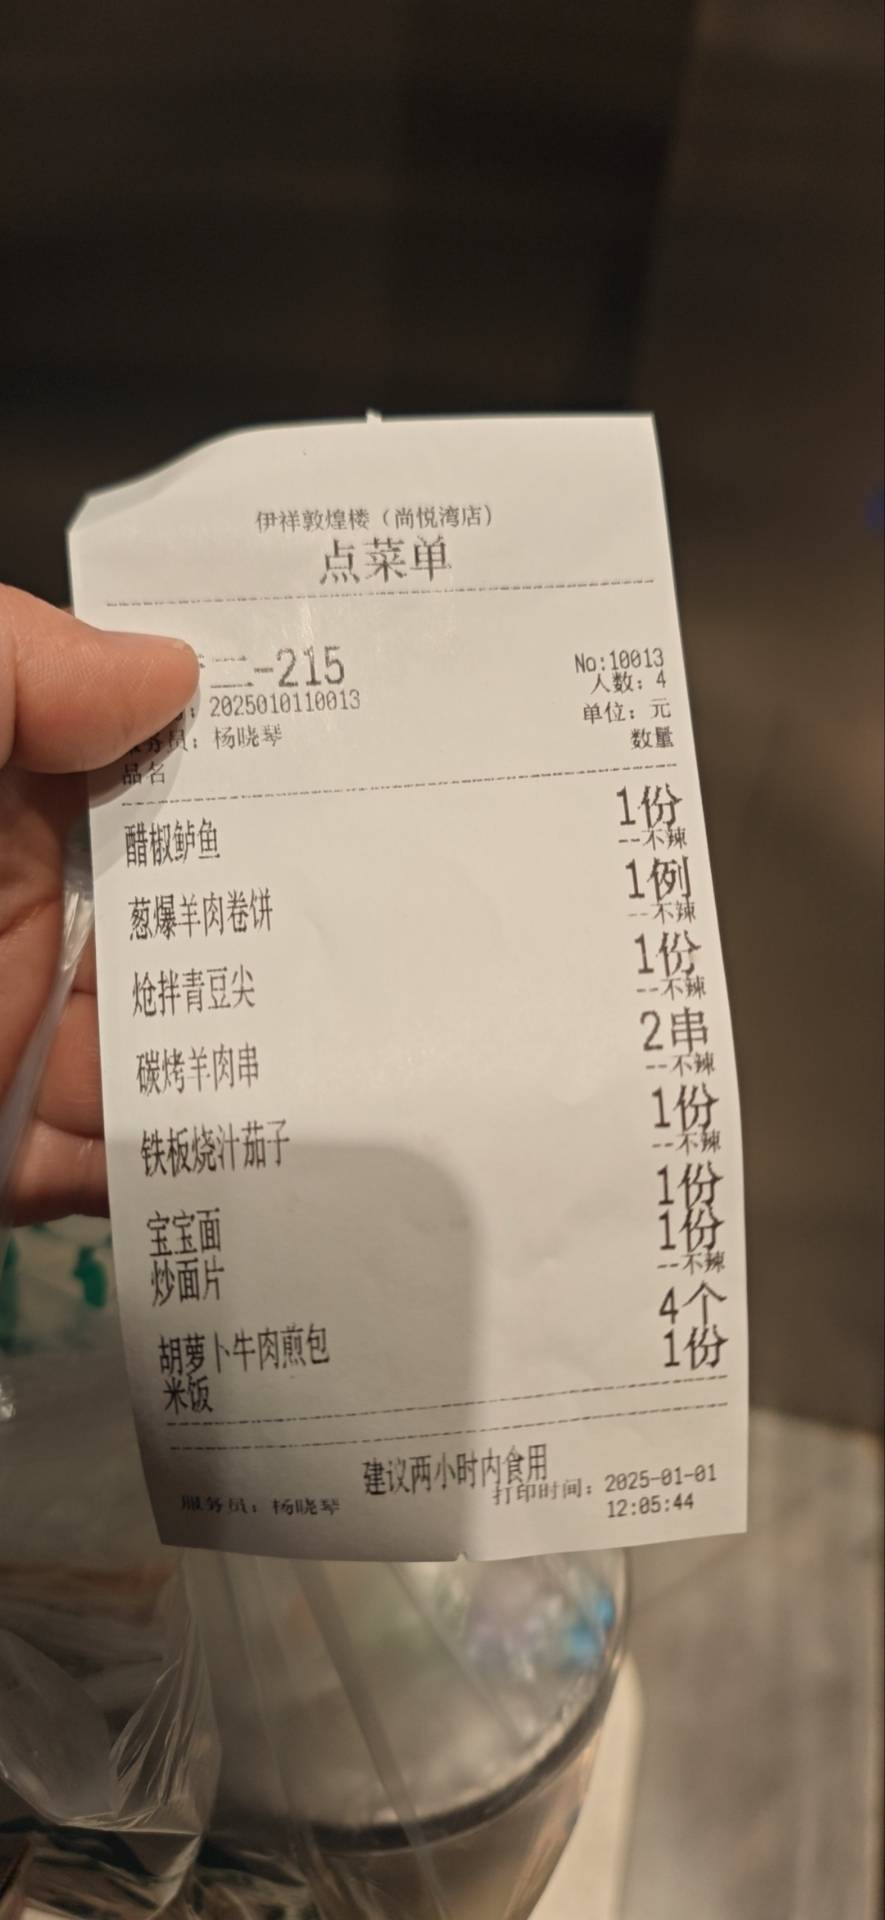 伊祥敦煌楼（尚悦湾店）
点菜单
二-215
No:10013
人数：4
：2025010110013
单位：元
服务员：杨晓琴
数量
品名
醋椒鲈鱼 1份
--不辣
葱爆羊肉卷饼 1例
--不辣
炝拌青豆尖 1份
--不辣
碳烤羊肉串 2串
--不辣
铁板烧汁茄子 1份
--不辣
宝宝面 1份
炒面片 1份
--不辣
胡萝卜牛肉煎包 4个
米饭 1份
建议两小时内食用
服务员：杨晓琴
打印时间：2025-01-01
12:05:44